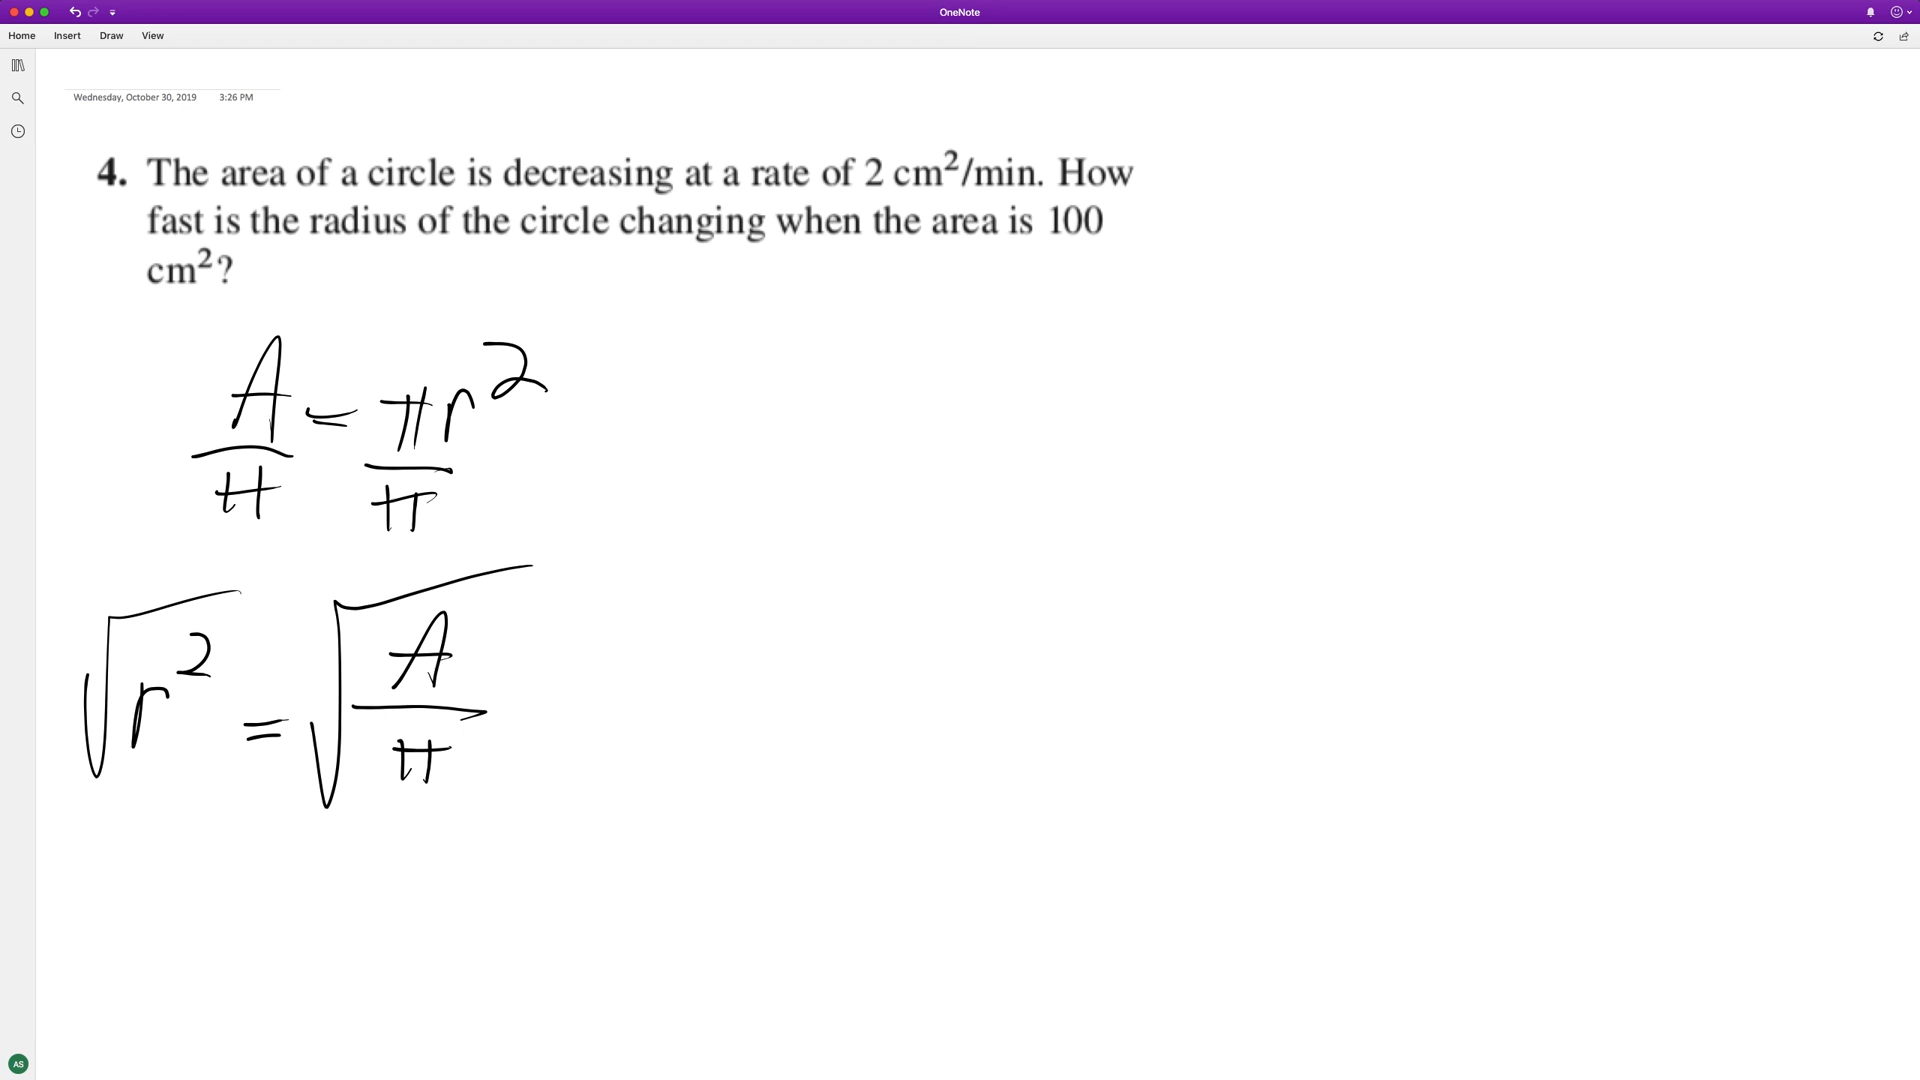 OneNote
Home Insert Draw View
Wednesday, October 30, 2019 3:26 PM
4. The area of a circle is decreasing at a rate of 2 cm²/min. How
fast is the radius of the circle changing when the area is 100
cm²?
A/π = πr²/π
√r² = √A/π
AS